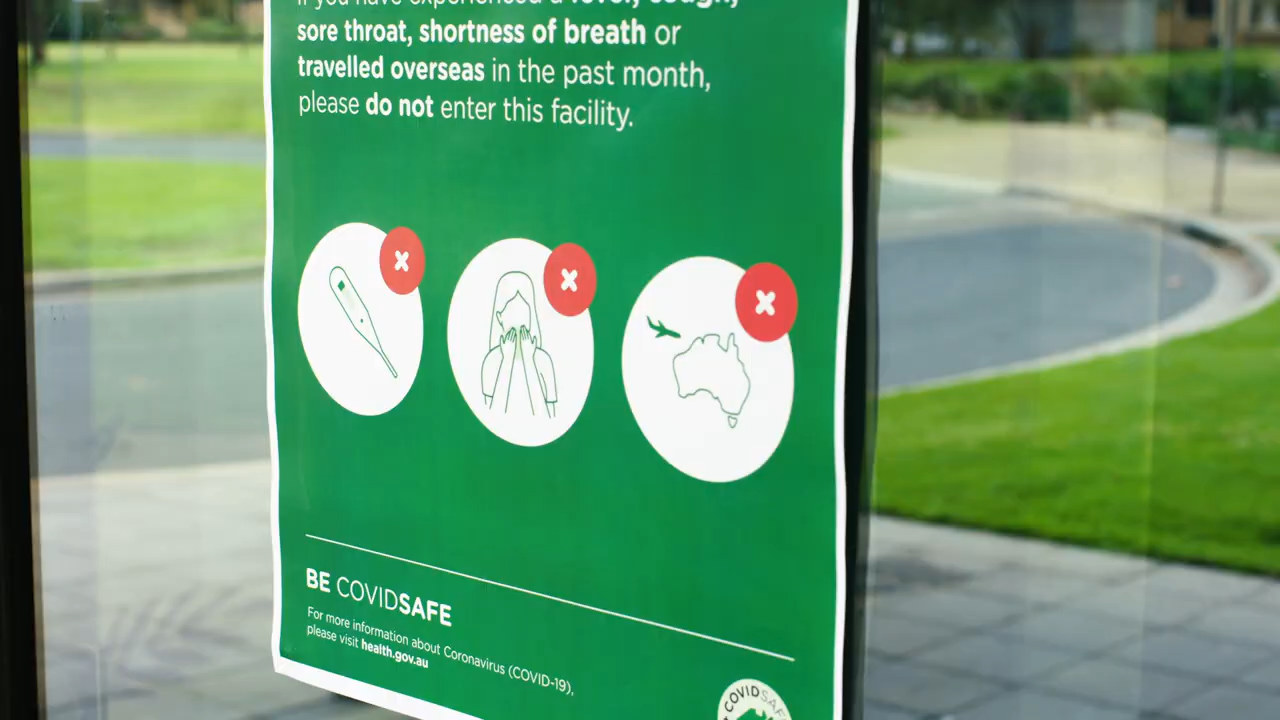 If you have experienced a fever, cough,
sore throat, shortness of breath or
travelled overseas in the past month,
please do not enter this facility.
BE COVIDSAFE
For more information about Coronavirus (COVID-19),
please visit health.gov.au
COVIDSAFE